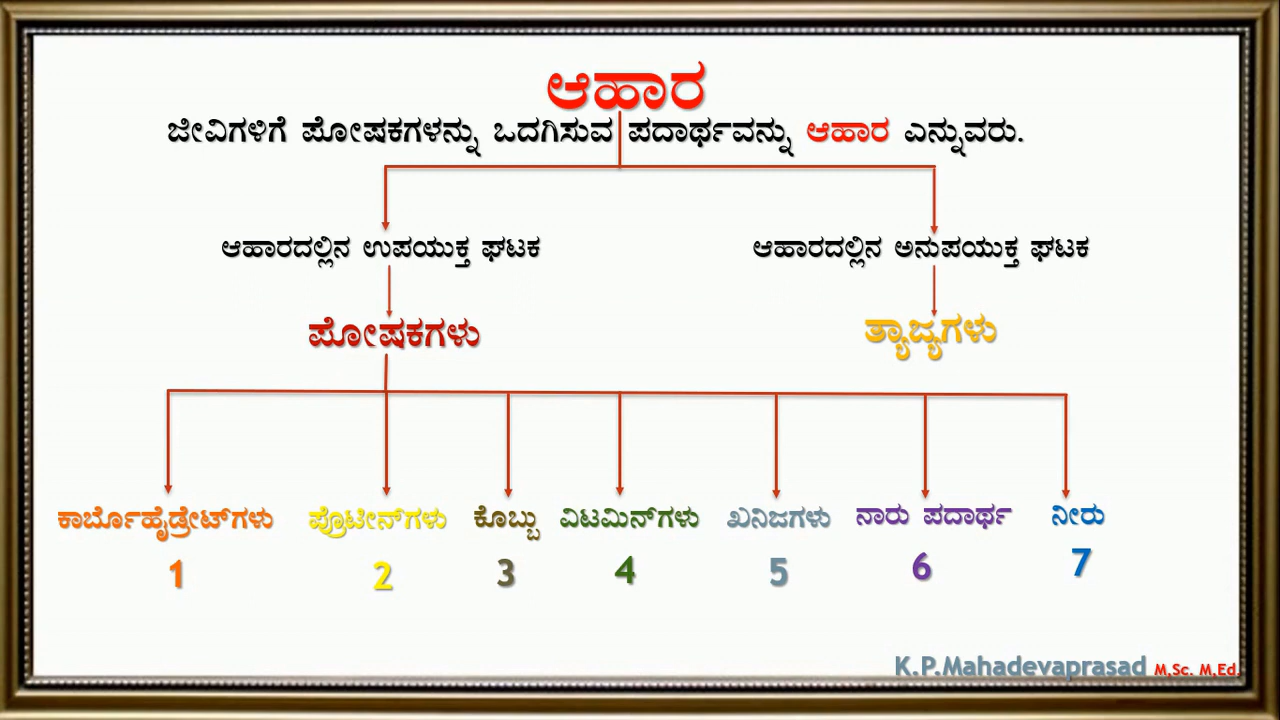 ಆಹಾರ
ಜೀವಿಗಳಿಗೆ ಪೋಷಕಗಳನ್ನು ಒದಗಿಸುವ ಪದಾರ್ಥವನ್ನು ಆಹಾರ ಎನ್ನುವರು.
ಆಹಾರದಲ್ಲಿನ ಉಪಯುಕ್ತ ಘಟಕ ಆಹಾರದಲ್ಲಿನ ಅನುಪಯುಕ್ತ ಘಟಕ
ಪೋಷಕಗಳು ತ್ಯಾಜ್ಯಗಳು
ಕಾರ್ಬೊಹೈಡ್ರೇಟ್‌ಗಳು ಪ್ರೊಟೀನ್‌ಗಳು ಕೊಬ್ಬು ವಿಟಮಿನ್‌ಗಳು ಖನಿಜಗಳು ನಾರು ಪದಾರ್ಥ ನೀರು
1 2 3 4 5 6 7
K.P.Mahadevaprasad M,Sc. M,Ed.